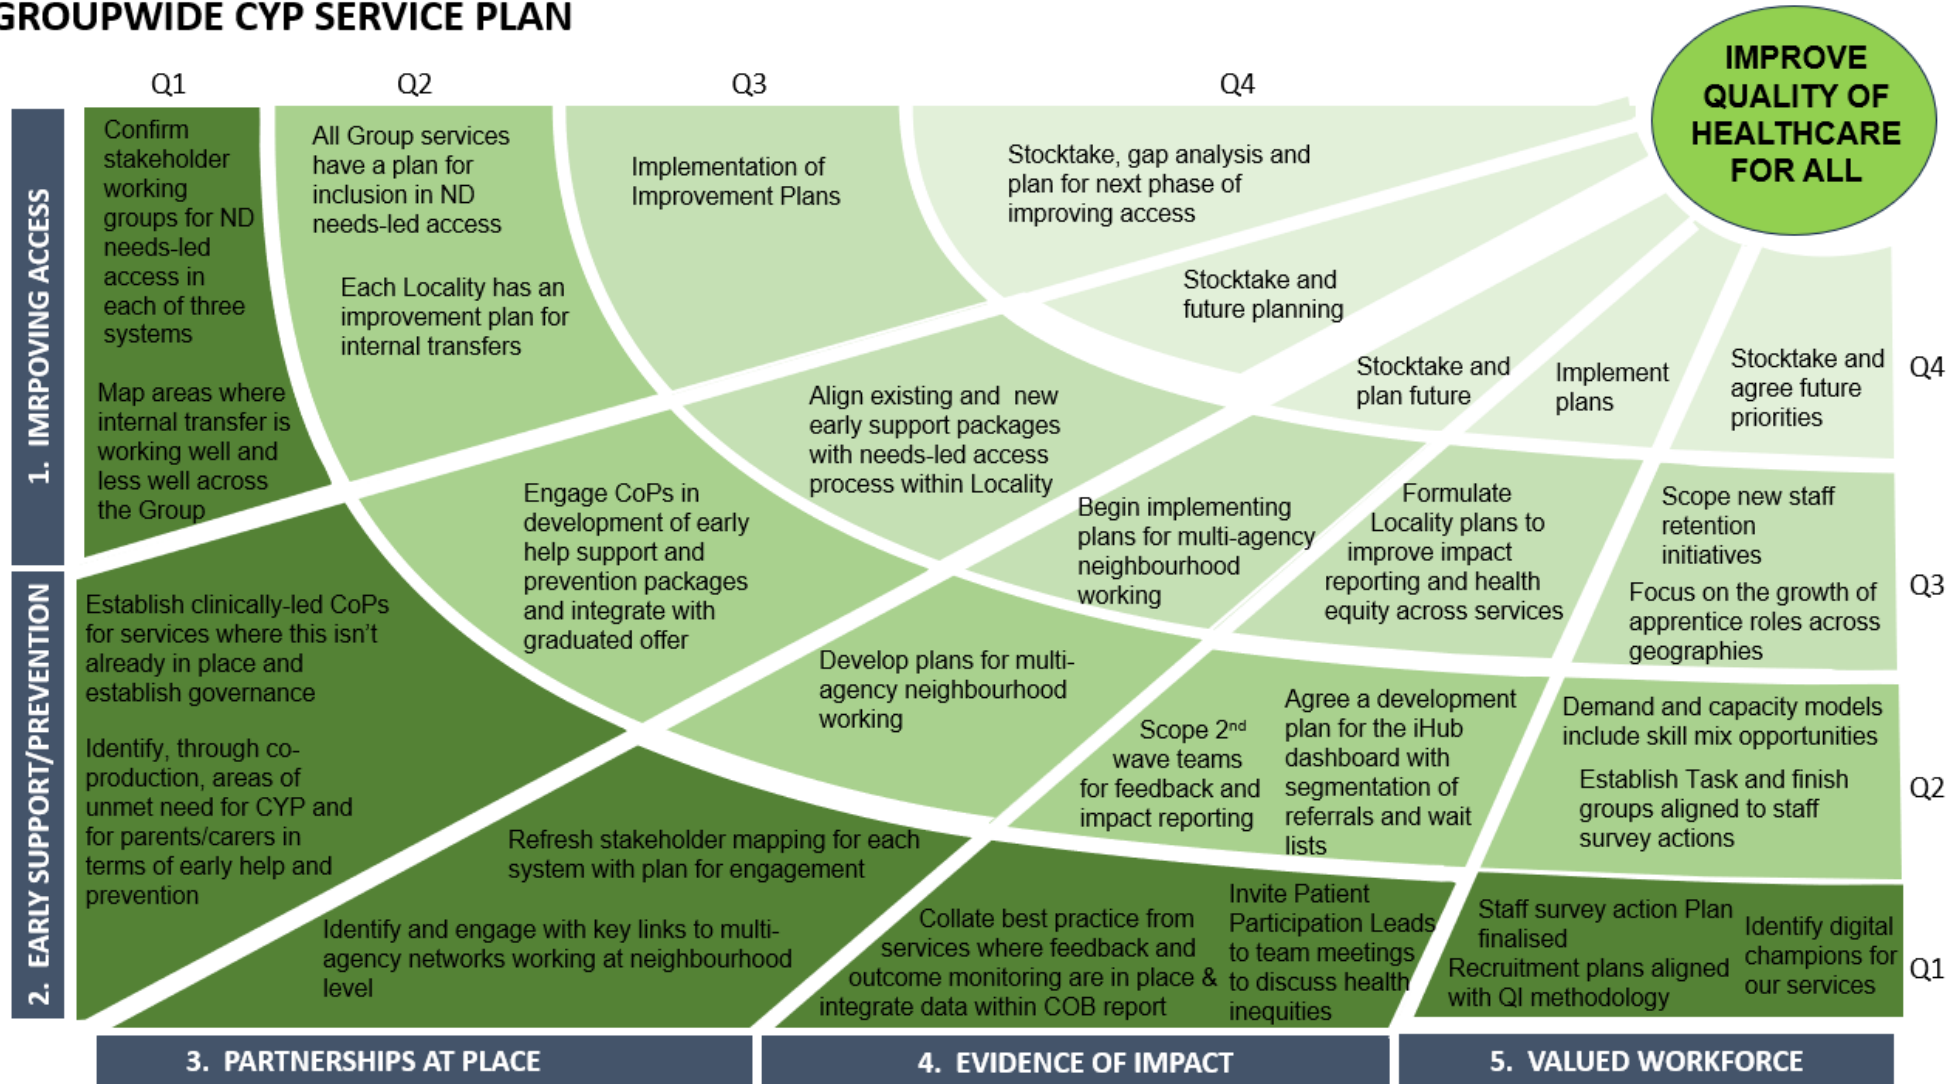 GROUPWIDE CYP SERVICE PLAN
IMPROVE
QUALITY OF
HEALTHCARE
FOR ALL
Q1
Q2
Q3
Q4
1. IMRPOVING ACCESS
Confirm
stakeholder
working
groups for ND
needs-led
access in
each of three
systems
Map areas where
internal transfer is
working well and
less well across
the Group
All Group services
have a plan for
inclusion in ND
needs-led access
Each Locality has an
improvement plan for
internal transfers
Implementation of
Improvement Plans
Stocktake, gap analysis and
plan for next phase of
improving access
2. EARLY SUPPORT/PREVENTION
Establish clinically-led CoPs
for services where this isn't
already in place and
establish governance
Identify, through co-
production, areas of
unmet need for CYP and
for parents/carers in
terms of early help and
prevention
Engage CoPs in
development of early
help support and
prevention packages
and integrate with
graduated offer
Align existing and new
early support packages
with needs-led access
process within Locality
Stocktake and
future planning
Refresh stakeholder mapping for each
system with plan for engagement
Identify and engage with key links to multi-
agency networks working at neighbourhood
level
Develop plans for multi-
agency neighbourhood
working
Begin implementing
plans for multi-agency
neighbourhood
working
Stocktake and
plan future
Collate best practice from
services where feedback and
outcome monitoring are in place &
integrate data within COB report
Invite Patient
Participation Leads
to team meetings
to discuss health
inequities
Scope 2nd
wave teams
for feedback and
impact reporting
Agree a development
plan for the iHub
dashboard with
segmentation of
referrals and wait
lists
Formulate
Locality plans to
improve impact
reporting and health
equity across services
Implement
plans
Stocktake and
agree future
priorities
Q4
Scope new staff
retention
initiatives
Focus on the growth of
apprentice roles across
geographies
Q3
Demand and capacity models
include skill mix opportunities
Establish Task and finish
groups aligned to staff
survey actions
Q2
Staff survey action Plan
finalised
Recruitment plans aligned
with QI methodology
Identify digital
champions for
our services
Q1
3. PARTNERSHIPS AT PLACE
4. EVIDENCE OF IMPACT
5. VALUED WORKFORCE